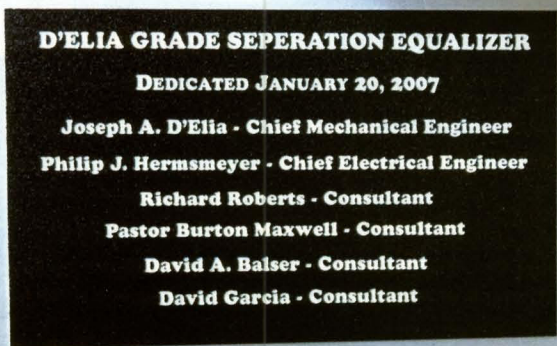 D'ELIA GRADE SEPERATION EQUALIZER
DEDICATED JANUARY 20, 2007
Joseph A. D'Elia - Chief Mechanical Engineer
Philip J. Hermsmeyer - Chief Electrical Engineer
Richard Roberts - Consultant
Pastor Burton Maxwell - Consultant
David A. Balser - Consultant
David Garcia - Consultant